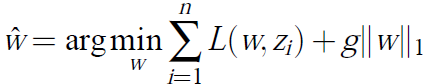 ŵ = arg min_w ∑_{i=1}^{n} L(w, z_i) + g‖w‖_1